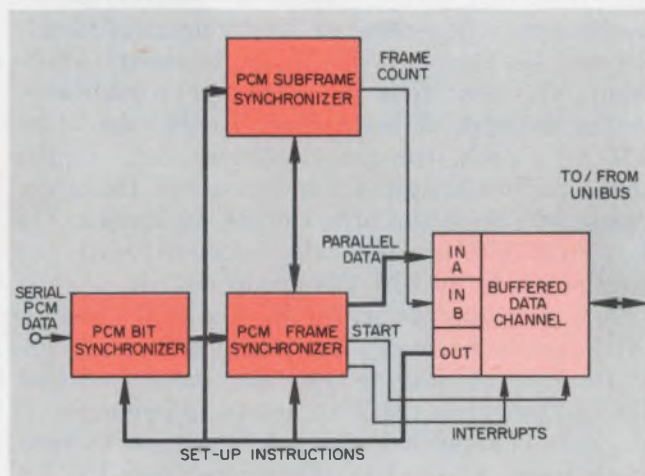 PCM SUBFRAME
SYNCHRONIZER
FRAME
COUNT
TO/FROM
UNIBUS
PARALLEL
DATA
IN
A
IN
B
OUT
BUFFERED
DATA
CHANNEL
SERIAL
PCM
DATA
PCM BIT
SYNCHRONIZER
PCM FRAME
SYNCHRONIZER
START
INTERRUPTS
SET-UP INSTRUCTIONS